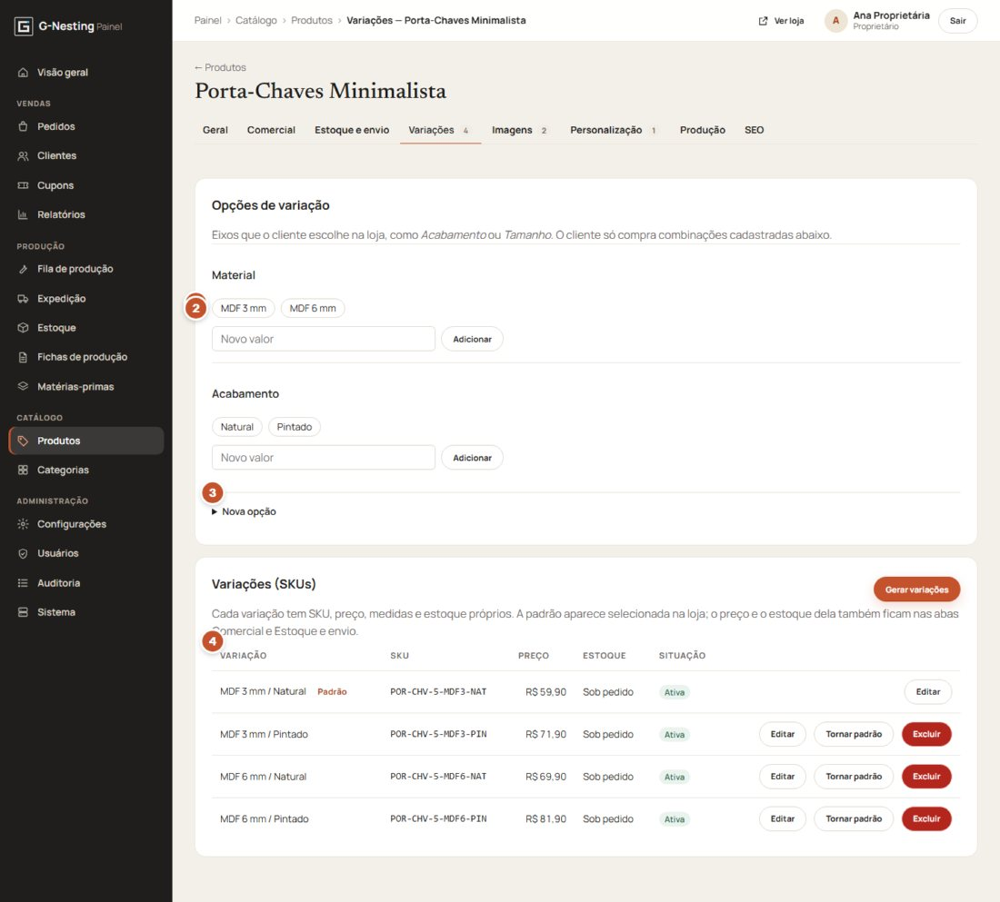 G-Nesting Painel
Painel › Catálogo › Produtos › Variações — Porta-Chaves Minimalista
Ver loja
A
Ana Proprietária
Proprietário
Sair
Visão geral
VENDAS
Pedidos
Clientes
Cupons
Relatórios
PRODUÇÃO
Fila de produção
Expedição
Estoque
Fichas de produção
Matérias-primas
CATÁLOGO
Produtos
Categorias
ADMINISTRAÇÃO
Configurações
Usuários
Auditoria
Sistema
← Produtos
Porta-Chaves Minimalista
Geral Comercial Estoque e envio Variações 4 Imagens 2 Personalização 1 Produção SEO
Opções de variação
Eixos que o cliente escolhe na loja, como Acabamento ou Tamanho. O cliente só compra combinações cadastradas abaixo.
Material
2 MDF 3 mm MDF 6 mm
Novo valor Adicionar
Acabamento
Natural Pintado
Novo valor Adicionar
3
▶ Nova opção
Variações (SKUs)
Gerar variações
Cada variação tem SKU, preço, medidas e estoque próprios. A padrão aparece selecionada na loja; o preço e o estoque dela também ficam nas abas
Comercial e Estoque e envio.
4
VARIAÇÃO SKU PREÇO ESTOQUE SITUAÇÃO
MDF 3 mm / Natural Padrão POR-CHV-5-MDF3-NAT R$ 59,90 Sob pedido Ativa Editar
MDF 3 mm / Pintado POR-CHV-5-MDF3-PIN R$ 71,90 Sob pedido Ativa Editar Tornar padrão Excluir
MDF 6 mm / Natural POR-CHV-5-MDF6-NAT R$ 69,90 Sob pedido Ativa Editar Tornar padrão Excluir
MDF 6 mm / Pintado POR-CHV-5-MDF6-PIN R$ 81,90 Sob pedido Ativa Editar Tornar padrão Excluir